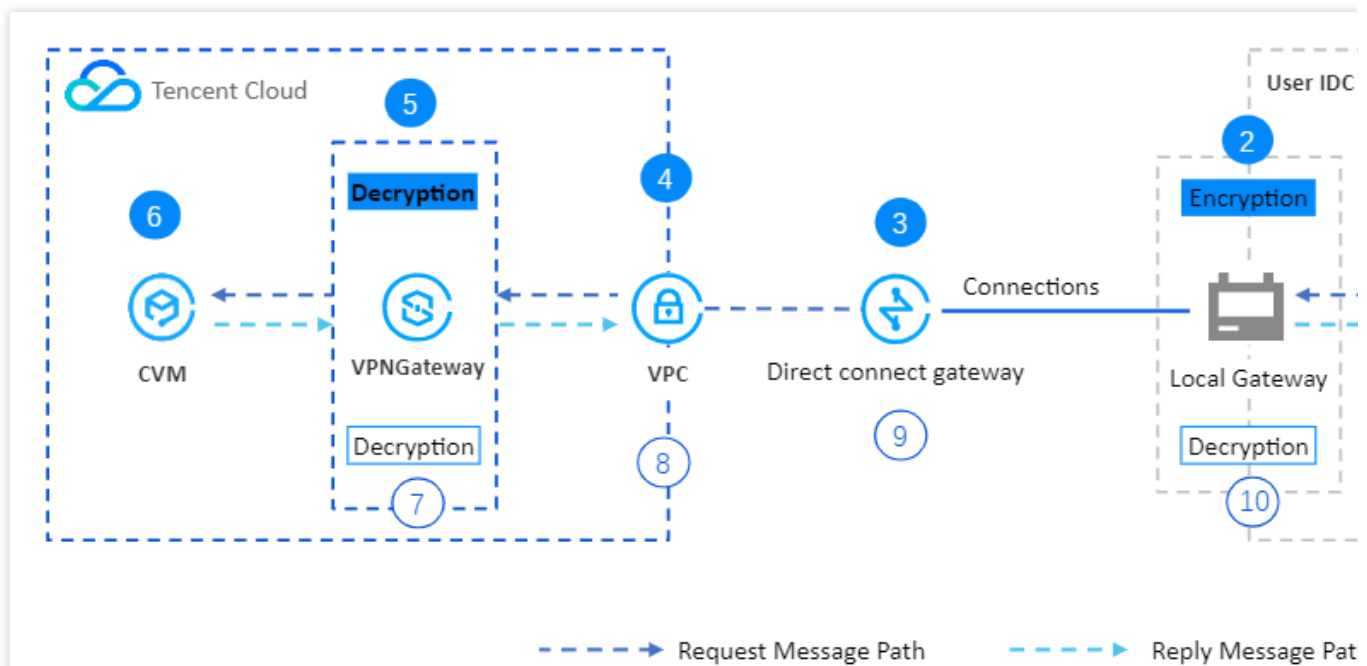 Tencent Cloud
User IDC
5
2
4
Decryption
Encryption
6
3
Connections
CVM
VPNGateway
VPC
Direct connect gateway
Local Gateway
Decryption
Decryption
9
8
7
10
Request Message Path
Reply Message Pat